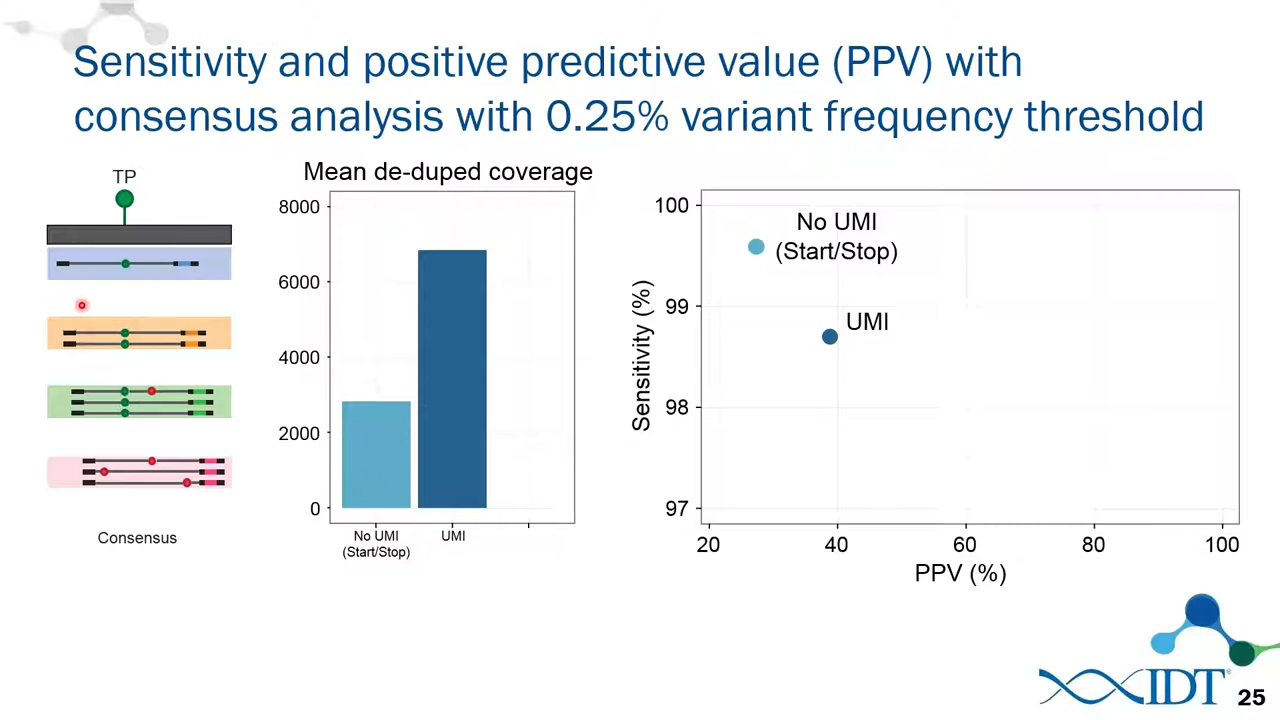 Sensitivity and positive predictive value (PPV) with
consensus analysis with 0.25% variant frequency threshold
TP
Consensus
Mean de-duped coverage
8000
6000
4000
2000
0
No UMI
(Start/Stop)
UMI
Sensitivity (%)
100
99
98
97
No UMI
(Start/Stop)
UMI
20 40 60 80 100
PPV (%)
IDT
25